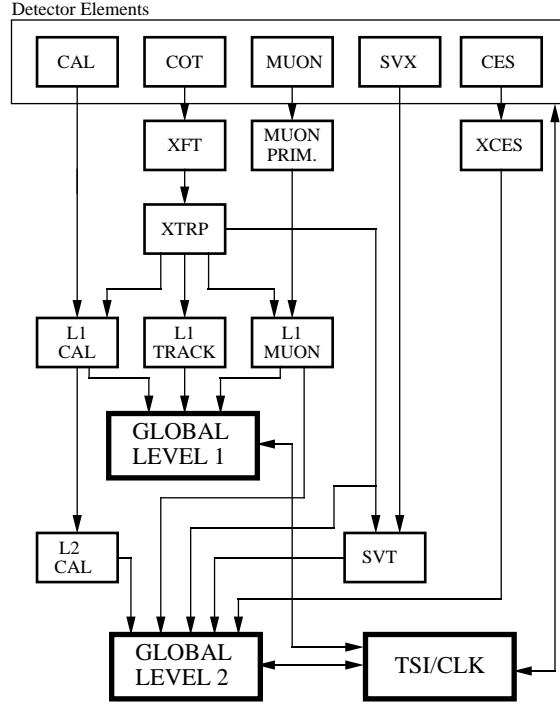 Detector Elements
CAL
COT
MUON
SVX
CES
XFT
MUON
PRIM.
XCES
XTRP
L1
CAL
L1
TRACK
L1
MUON
GLOBAL
LEVEL 1
L2
CAL
SVT
GLOBAL
LEVEL 2
TSI/CLK